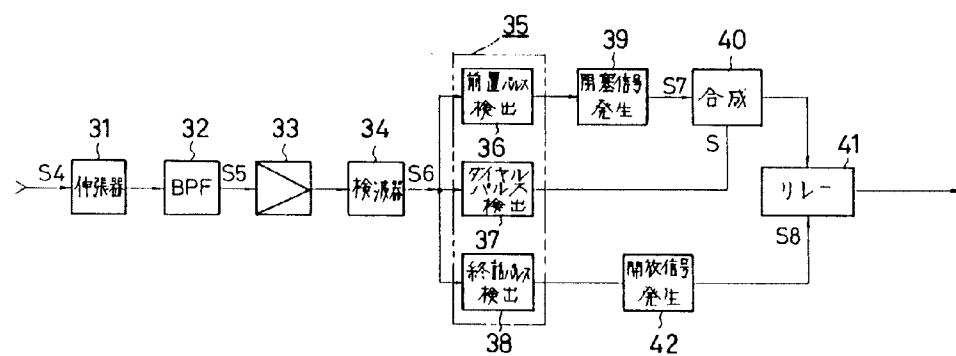 35
39
40
前置パルス
検出
閉塞信号
発生
S7
合成
31
32
33
34
36
S
S4
伸張器
BPF
S5
検波器
S6
ダイヤル
パルス
検出
41
リレー
37
S8
終話パルス
検出
開放信号
発生
38
42